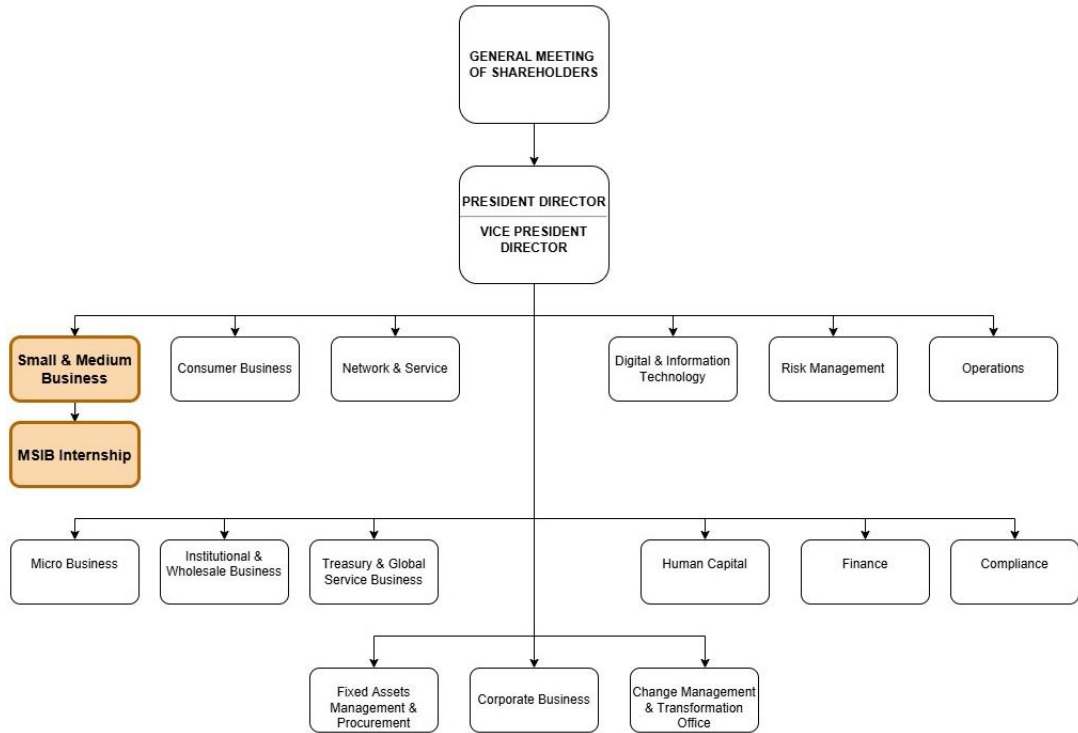 GENERAL MEETING
OF SHAREHOLDERS
PRESIDENT DIRECTOR
VICE PRESIDENT
DIRECTOR
Small & Medium
Business
Consumer Business
Network & Service
Digital & Information
Technology
Risk Management
Operations
MSIB Internship
Micro Business
Institutional &
Wholesale Business
Treasury & Global
Service Business
Human Capital
Finance
Compliance
Fixed Assets
Management &
Procurement
Corporate Business
Change Management
& Transformation
Office